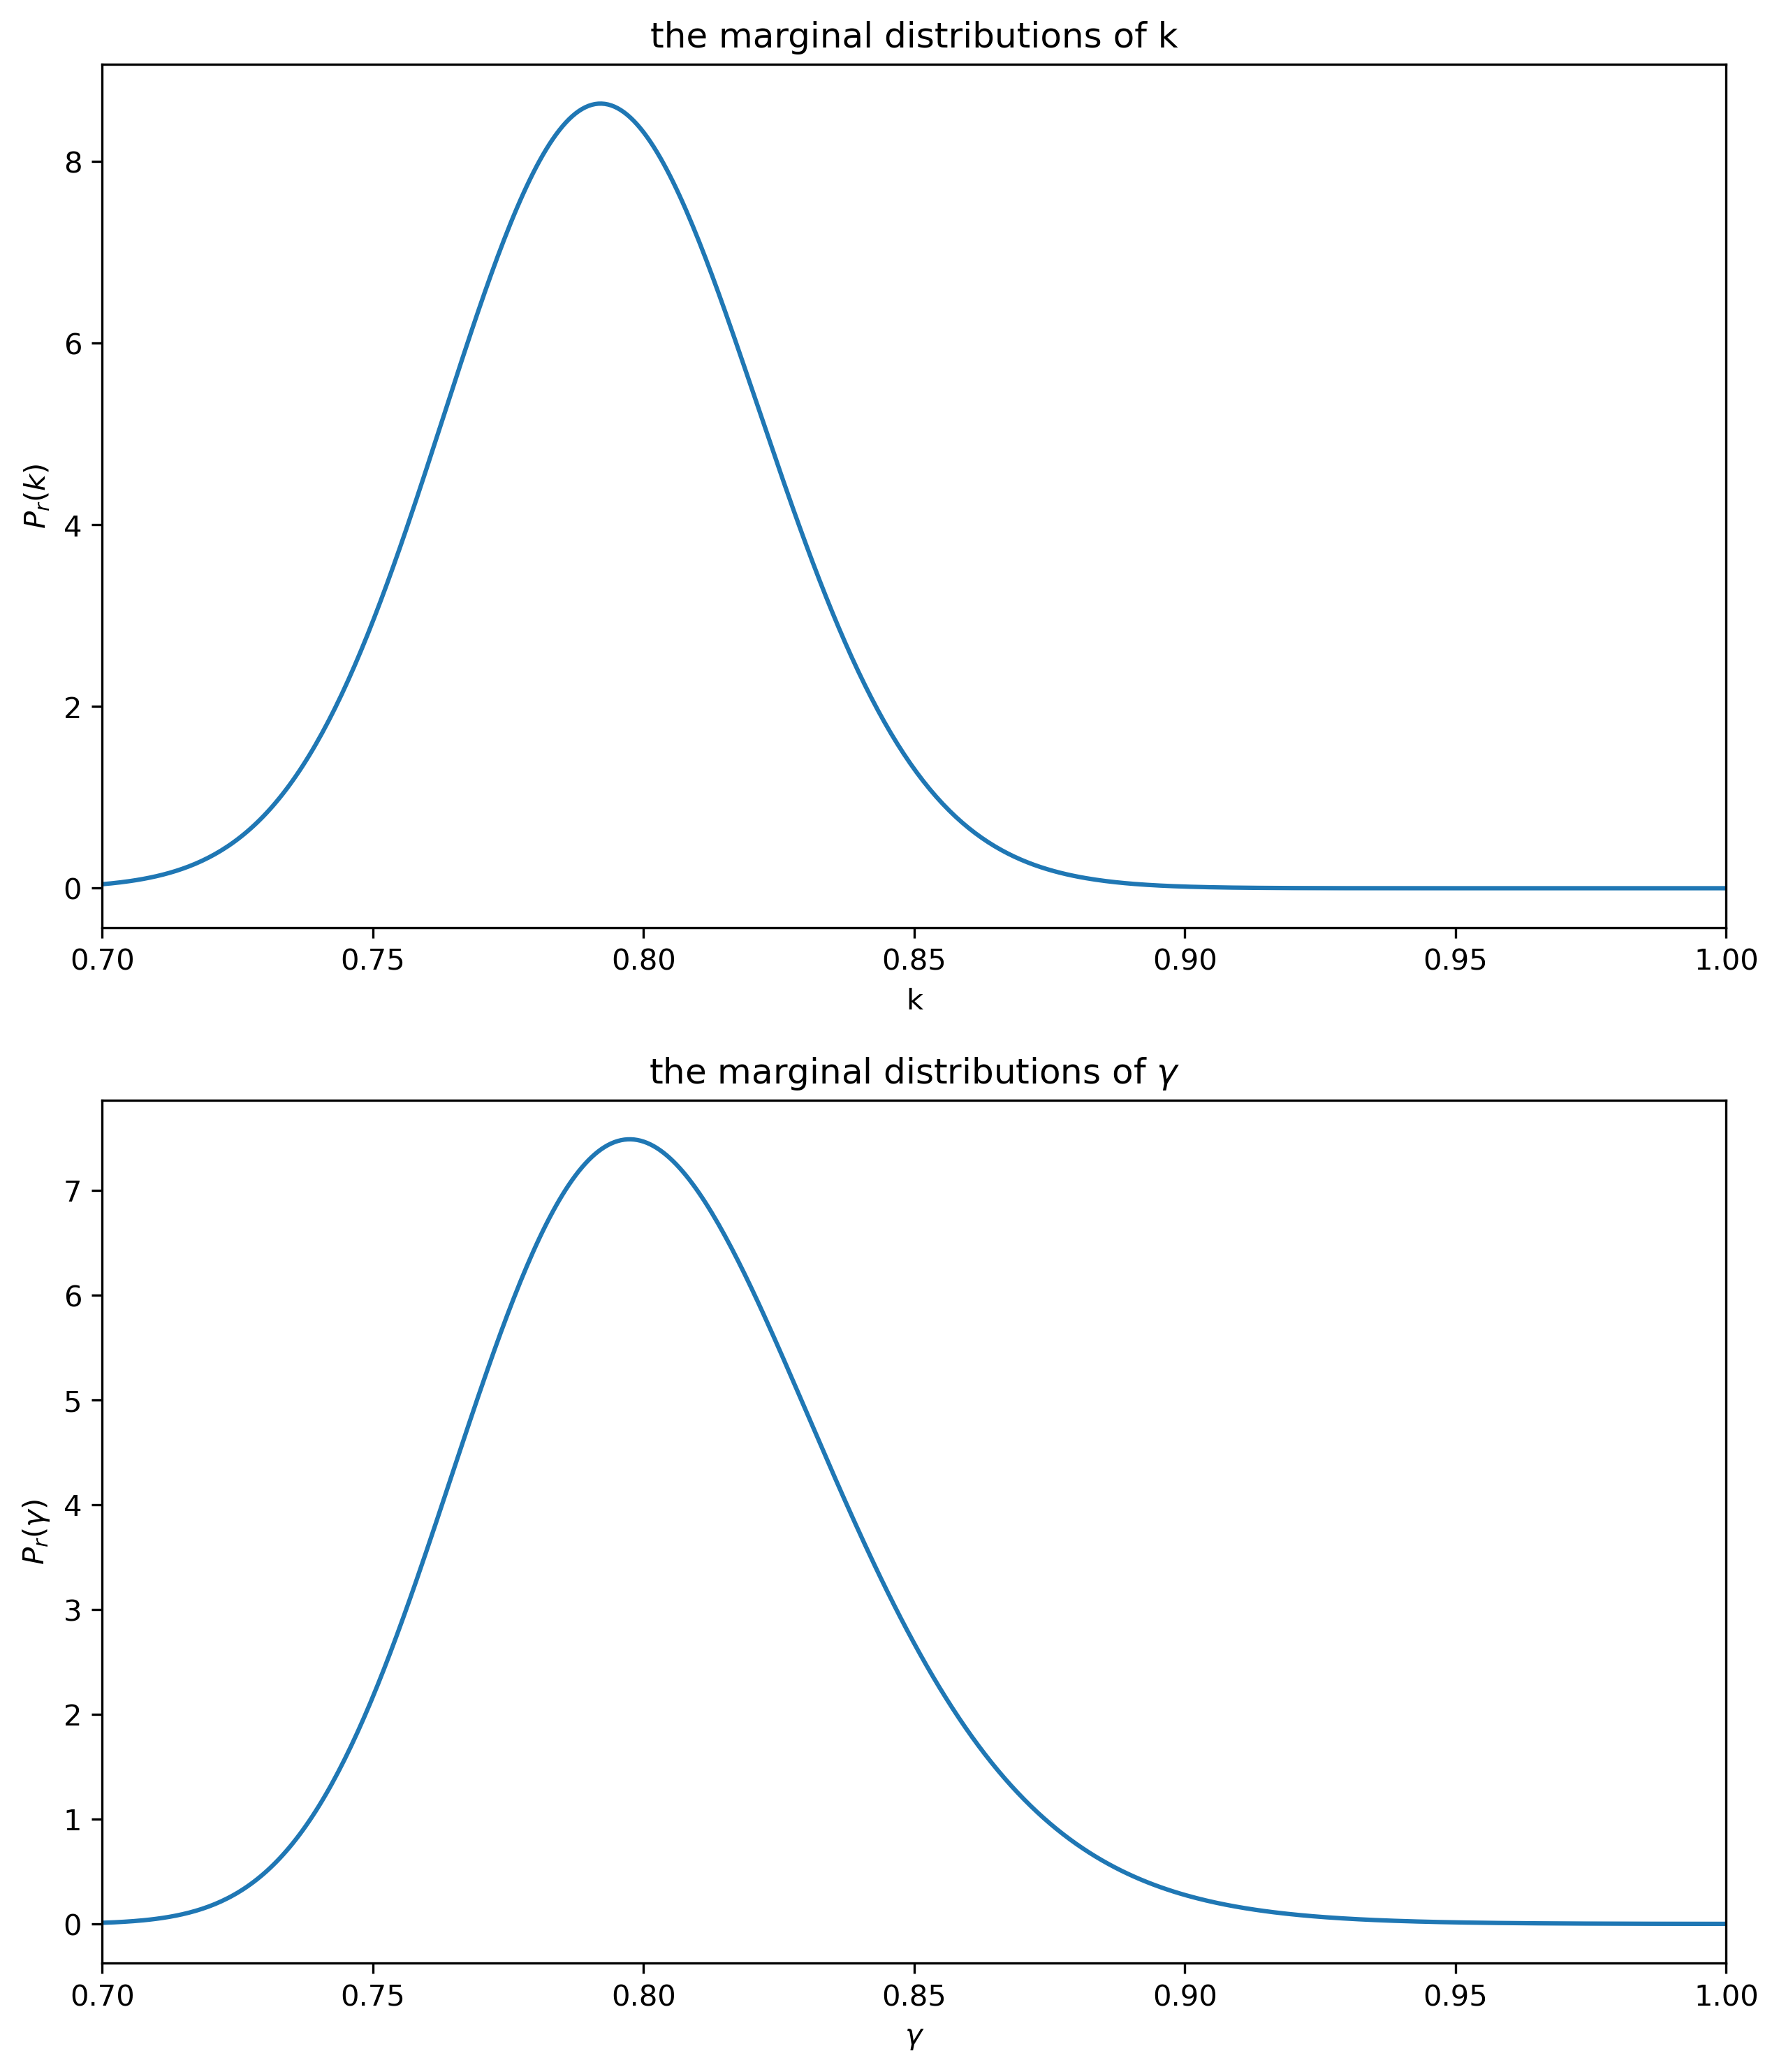 the marginal distributions of k
8
6
4
2
0
P_r(k)
0.70 0.75 0.80 0.85 0.90 0.95 1.00
k
the marginal distributions of γ
7
6
5
4
3
2
1
0
P_r(γ)
0.70 0.75 0.80 0.85 0.90 0.95 1.00
γ